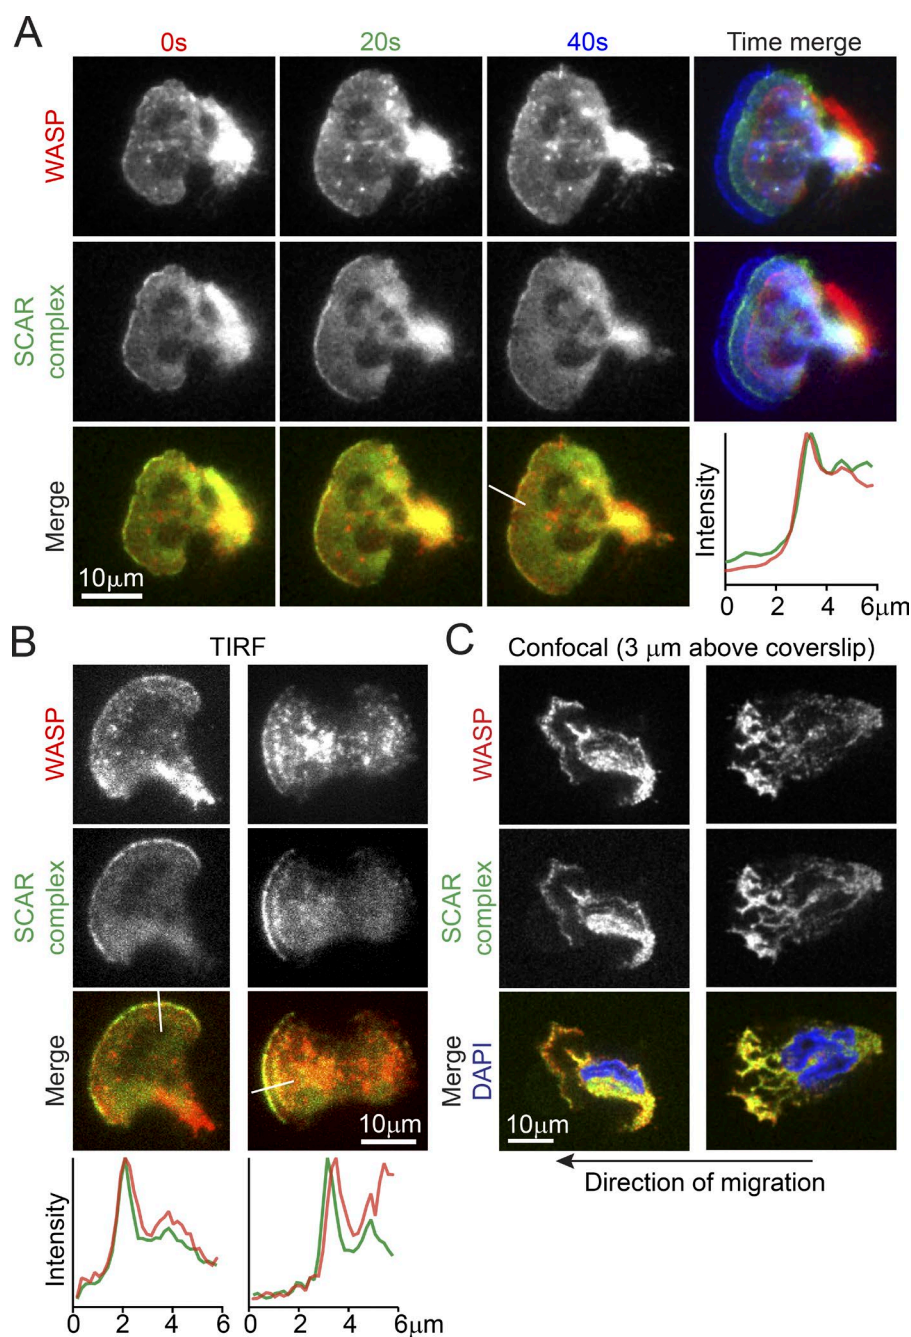 A
0s 20s 40s Time merge
WASP
SCAR
complex
Merge
10μm
Intensity
0 2 4 6μm
B
TIRF
WASP
SCAR
complex
Merge
10μm
Intensity
0 2 4 6
0 2 4 6μm
C
Confocal (3 μm above coverslip)
WASP
SCAR
complex
Merge
DAPI
10μm
Direction of migration